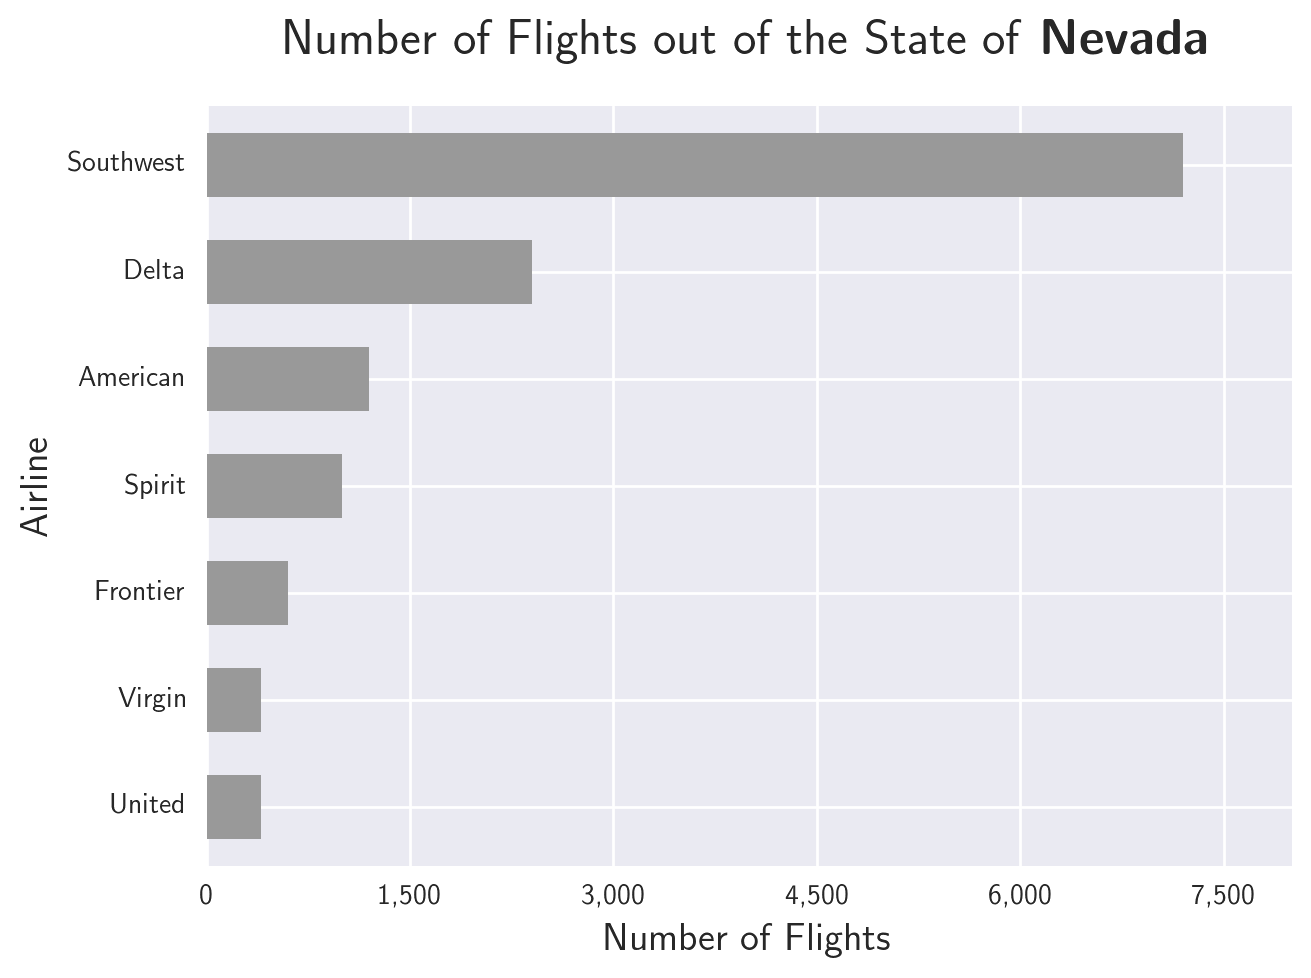 Number of Flights out of the State of Nevada
Southwest
Delta
American
Spirit
Frontier
Virgin
United
Airline
0 1,500 3,000 4,500 6,000 7,500
Number of Flights